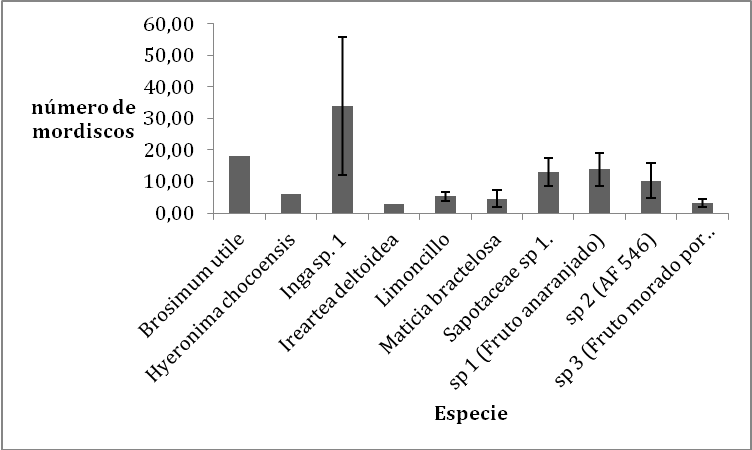 60,00
50,00
40,00
30,00
20,00
10,00
0,00
número de
mordiscos
Brosimum utile
Hyeronima chocoensis
Inga sp. 1
Ireartea deltoidea
Limoncillo
Maticia bractelosa
Sapotaceae sp 1.
sp 1 (Fruto anaranjado)
sp 2 (AF 546)
sp 3 (Fruto morado por..
Especie